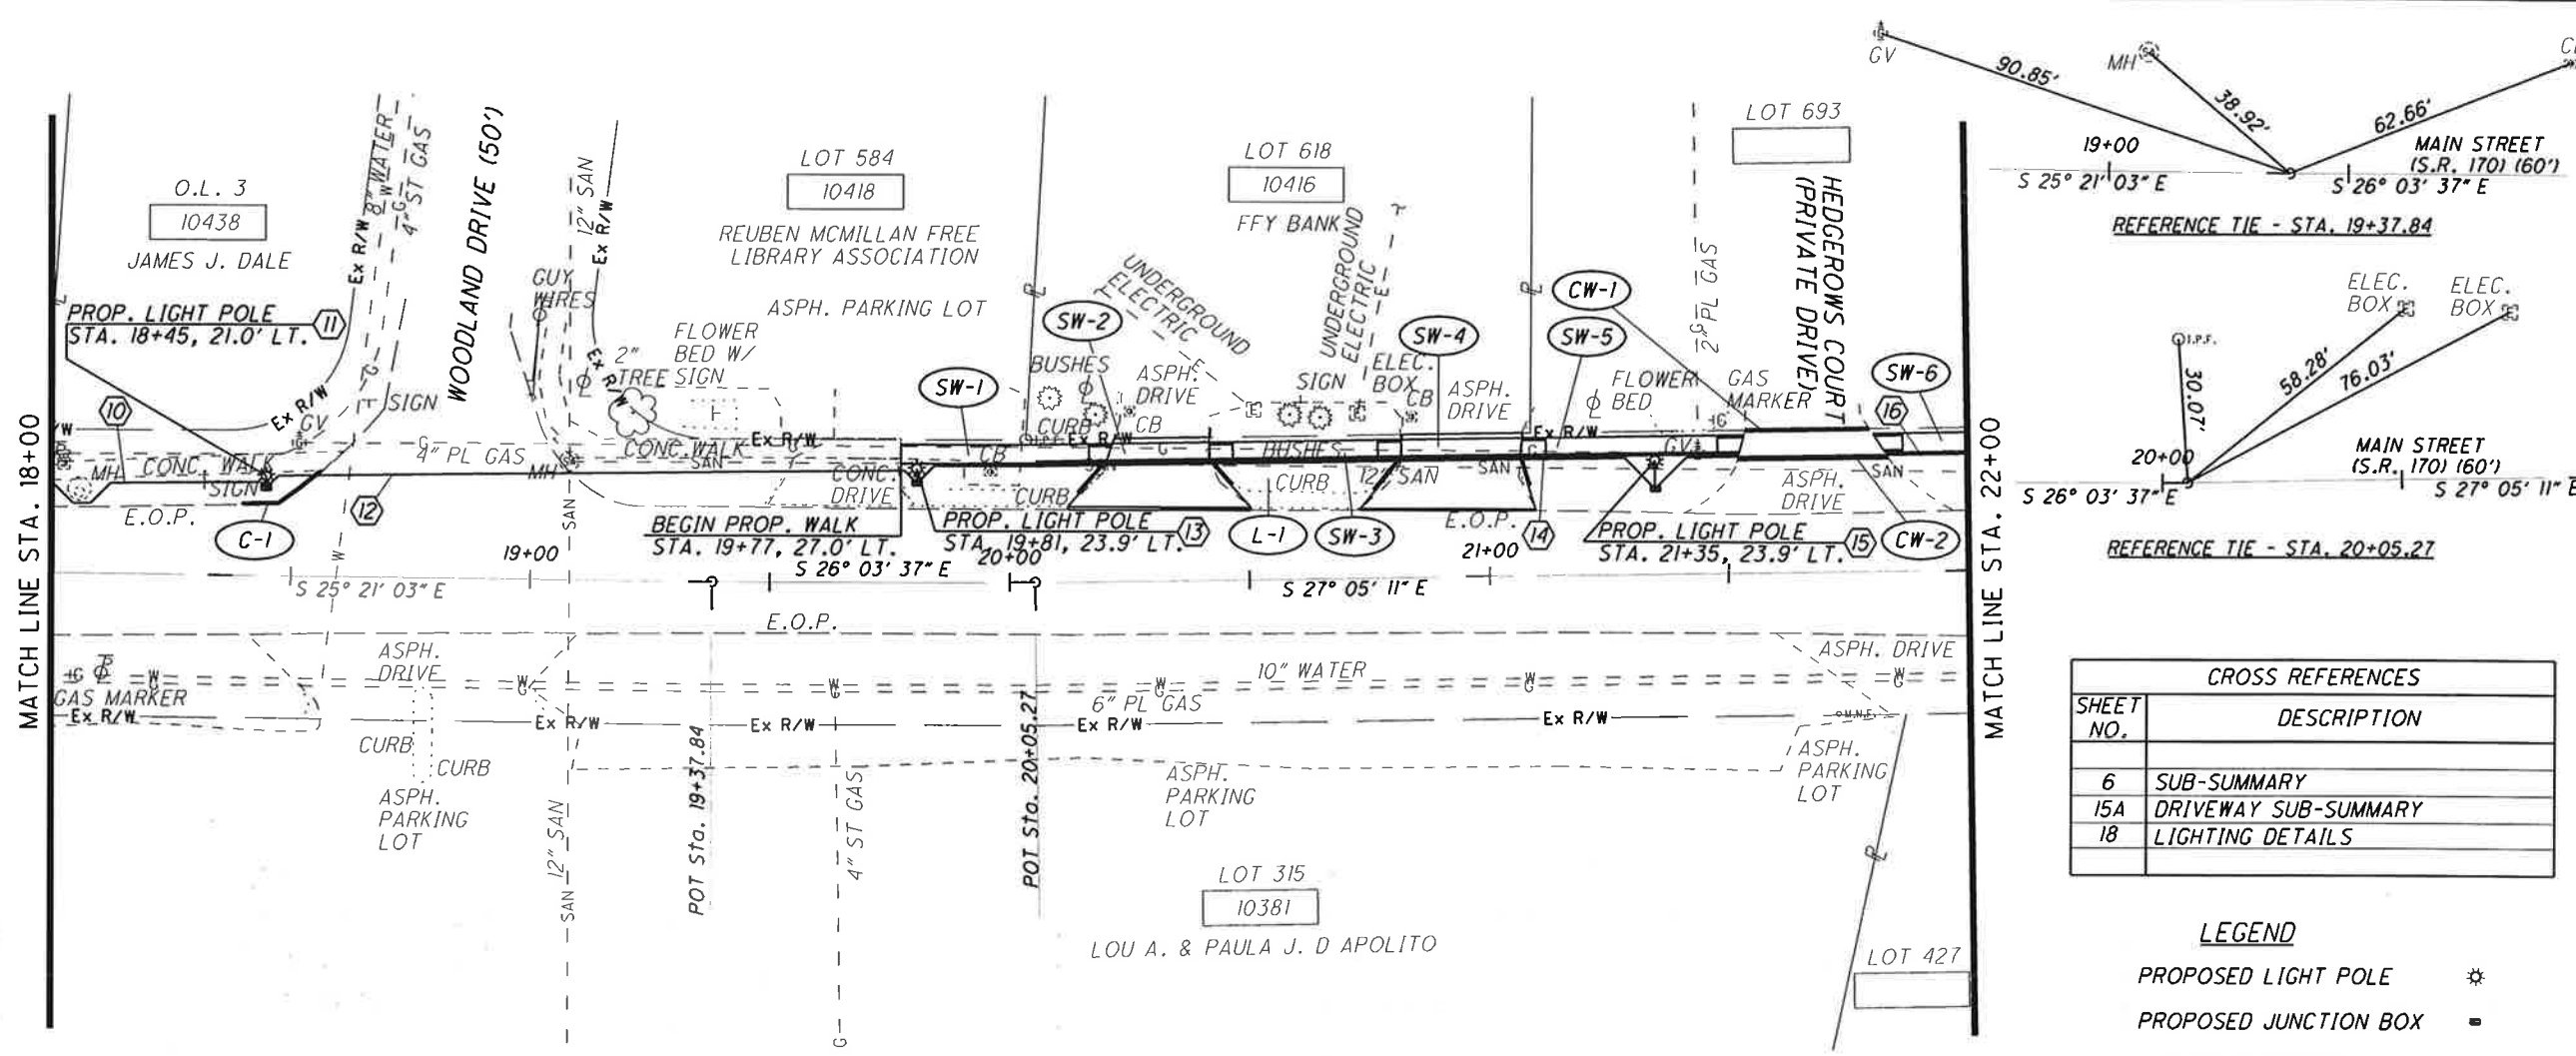 MATCH LINE STA. 18+00
O.L. 3
10438
JAMES J. DALE
PROP. LIGHT POLE
STA. 18+45, 21.0' LT.
11
10
Ex R/W
8" WATER
W
4" ST GAS
G
WOODLAND DRIVE (50')
Ex R/W
GV
SIGN
MH
CONC. WALK
SIGN
E.O.P.
C-1
12
4" PL GAS
G
GUY
WIRES
12" SAN
Ex R/W
Ex R/W
2"
TREE
FLOWER
BED W/
SIGN
LOT 584
10418
REUBEN MCMILLAN FREE
LIBRARY ASSOCIATION
ASPH. PARKING LOT
MH
CONC. WALK
SAN
Ex R/W
CONC.
DRIVE
SW-1
CB
CURB
BUSHES
CURB
Ex R/W
SW-2
CB
ASPH.
DRIVE
UNDERGROUND
ELECTRIC
E
LOT 618
10416
FFY BANK
UNDERGROUND
ELECTRIC
E
SIGN
ELEC.
BOX
CB
BUSHES
CURB
12" SAN
SAN
SW-4
ASPH.
DRIVE
CW-1
SW-5
Ex R/W
FLOWER
BED
2" PL GAS
G
GAS
MARKER
GV
LOT 693
HEDGEROWS COURT
(PRIVATE DRIVE)
16
SW-6
ASPH.
DRIVE
SAN
BEGIN PROP. WALK
STA. 19+77, 27.0' LT.
PROP. LIGHT POLE
STA. 19+81, 23.9' LT.
13
L-1
SW-3
E.O.P.
14
PROP. LIGHT POLE
STA. 21+35, 23.9' LT.
15
CW-2
19+00
20+00
21+00
S 25° 21' 03" E
S 26° 03' 37" E
S 27° 05' 11" E
SAN
W
E.O.P.
ASPH.
DRIVE
GAS MARKER
Ex R/W
Ex R/W
Ex R/W
Ex R/W
Ex R/W
10" WATER
6" PL GAS
ASPH. DRIVE
CURB
CURB
ASPH.
PARKING
LOT
12" SAN
SAN
POT Sta. 19+37.84
4" ST GAS
G
POT Sta. 20+05.27
ASPH.
PARKING
LOT
ASPH.
PARKING
LOT
LOT 315
10381
LOU A. & PAULA J. D APOLITO
LOT 427
MATCH LINE STA. 22+00
GV
90.85'
MH
38.92'
62.66'
19+00
MAIN STREET
(S.R. 170) (60')
S 25° 21' 03" E
S 26° 03' 37" E
REFERENCE TIE - STA. 19+37.84
ELEC.
BOX
ELEC.
BOX
I.P.F.
30.07'
58.28'
76.03'
20+00
MAIN STREET
(S.R. 170) (60')
S 26° 03' 37" E
S 27° 05' 11" E
REFERENCE TIE - STA. 20+05.27
CROSS REFERENCES
SHEET NO. DESCRIPTION
6 SUB-SUMMARY
15A DRIVEWAY SUB-SUMMARY
18 LIGHTING DETAILS
LEGEND
PROPOSED LIGHT POLE
PROPOSED JUNCTION BOX